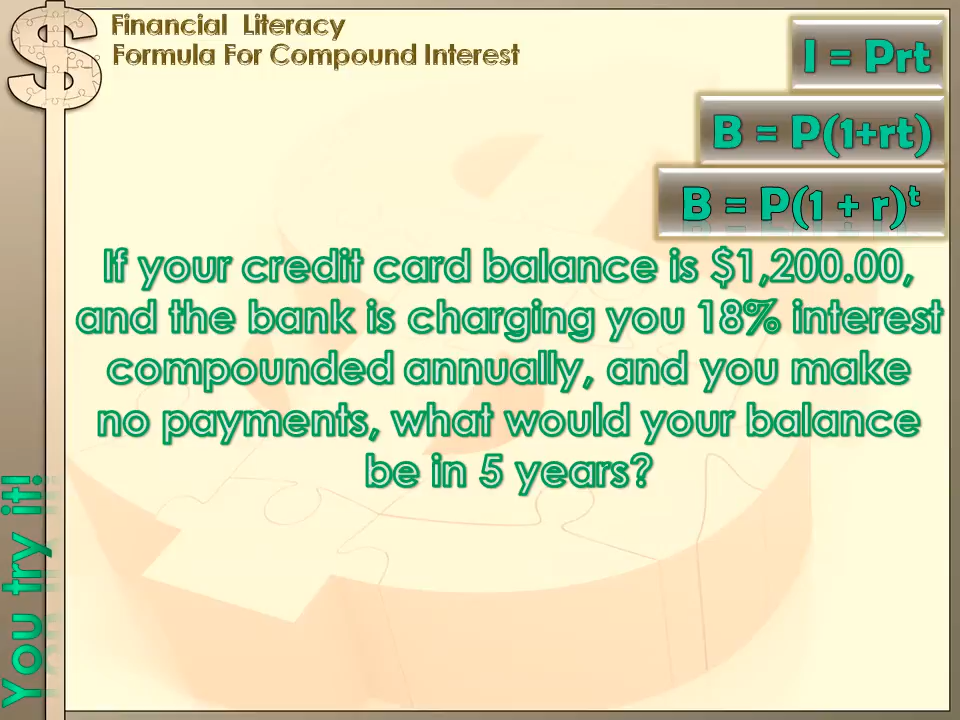 Financial Literacy
Formula For Compound Interest
I = Prt
B = P(1+rt)
B = P(1 + r)ᵗ
If your credit card balance is $1,200.00,
and the bank is charging you 18% interest
compounded annually, and you make
no payments, what would your balance
be in 5 years?
You try it!